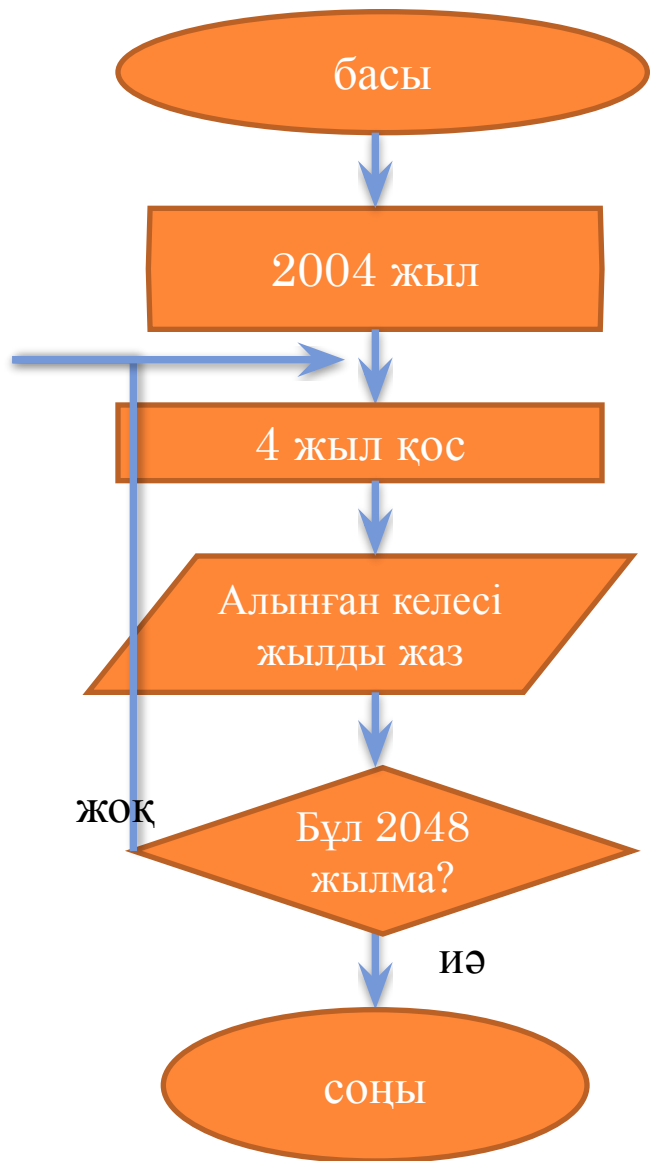 басы
2004 жыл
4 жыл қос
Алынған келесі
жылды жаз
жоқ
Бұл 2048
жылма?
иә
соңы